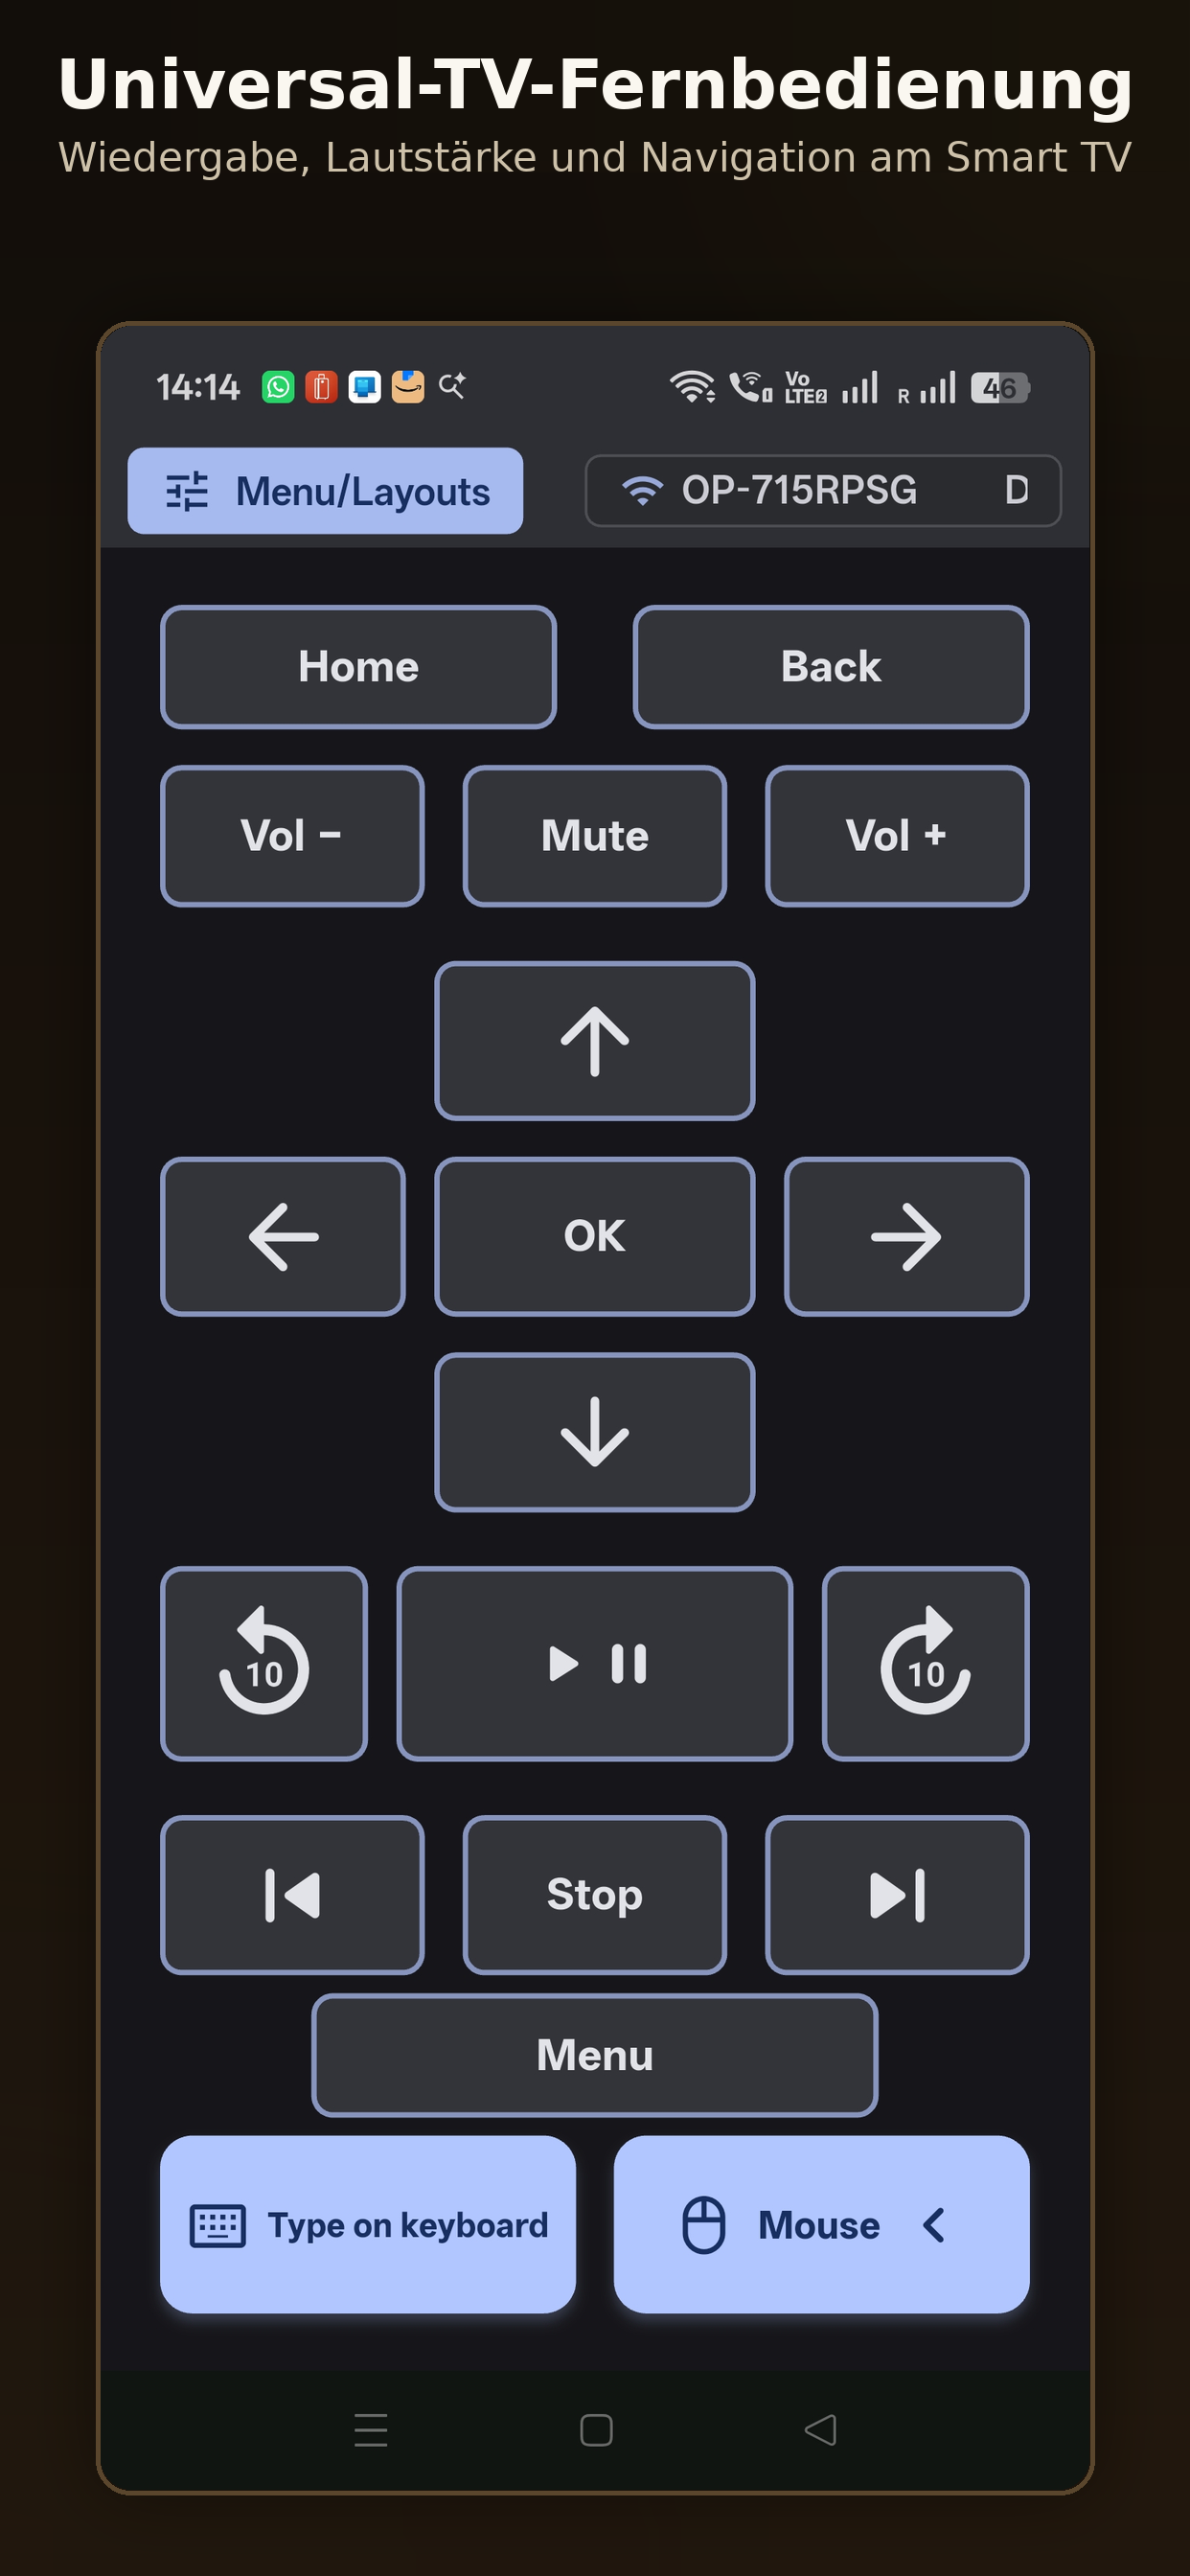 Universal-TV-Fernbedienung
Wiedergabe, Lautstärke und Navigation am Smart TV
14:14 Vo LTE2 R 46
Menu/Layouts OP-715RPSG D
Home Back
Vol − Mute Vol +
OK
10 10
Stop
Menu
Type on keyboard Mouse